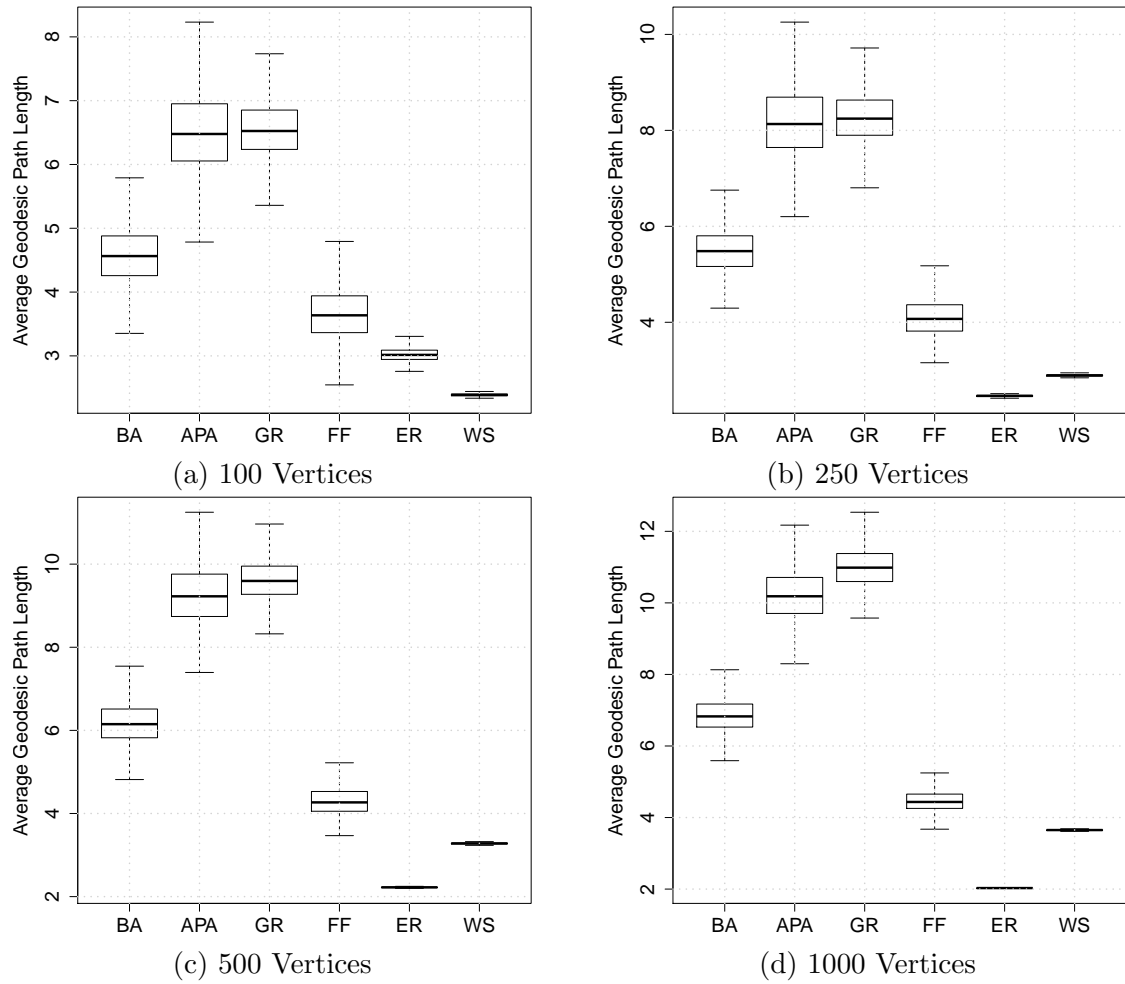 Average Geodesic Path Length
8
7
6
5
4
3
BA APA GR FF ER WS
(a) 100 Vertices
Average Geodesic Path Length
10
8
6
4
BA APA GR FF ER WS
(b) 250 Vertices
Average Geodesic Path Length
10
8
6
4
2
BA APA GR FF ER WS
(c) 500 Vertices
Average Geodesic Path Length
12
10
8
6
4
2
BA APA GR FF ER WS
(d) 1000 Vertices